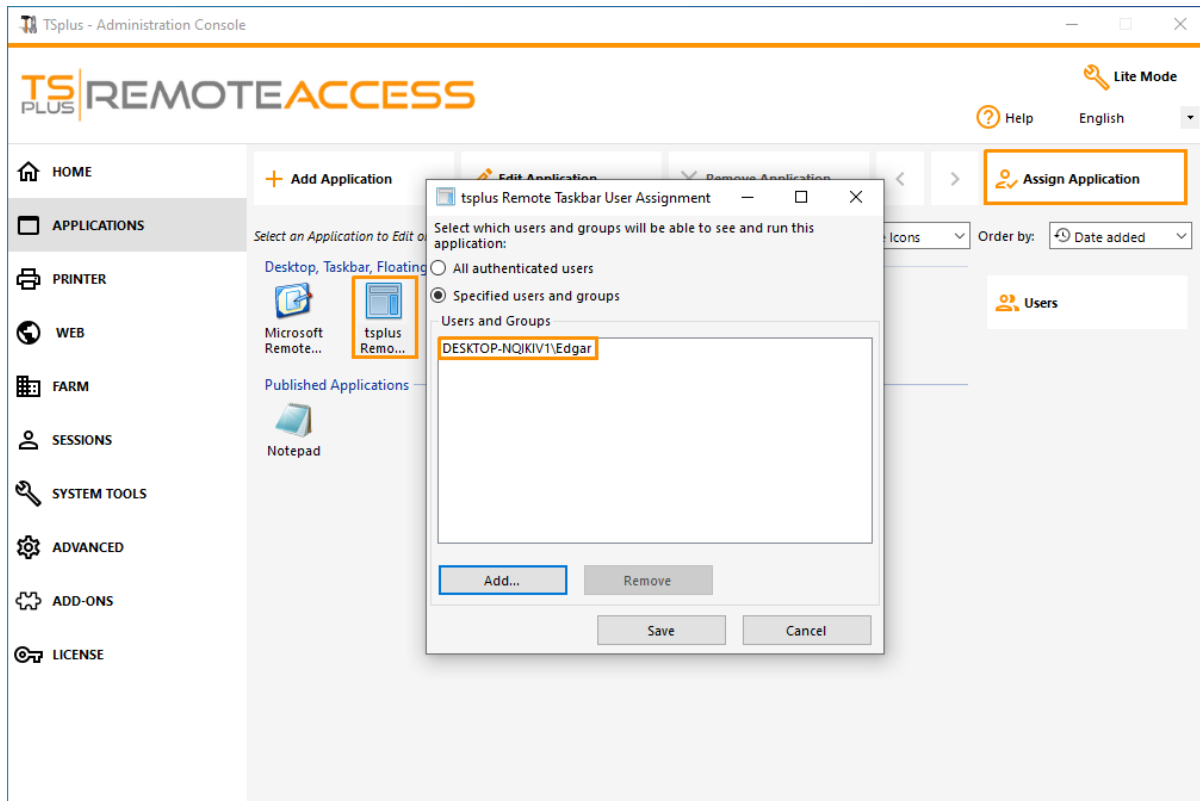 TSplus - Administration Console
TS PLUS REMOTEACCESS
Lite Mode
Help English
HOME
APPLICATIONS
PRINTER
WEB
FARM
SESSIONS
SYSTEM TOOLS
ADVANCED
ADD-ONS
LICENSE
Add Application Edit Application Remove Application Assign Application
Select an Application to Edit
Icons Order by: Date added
Desktop, Taskbar, Floating
Microsoft
Remote...
tsplus
Remo...
Published Applications
Notepad
Users
tsplus Remote Taskbar User Assignment
Select which users and groups will be able to see and run this
application:
All authenticated users
Specified users and groups
Users and Groups
DESKTOP-NQIKIV1\Edgar
Add... Remove
Save Cancel